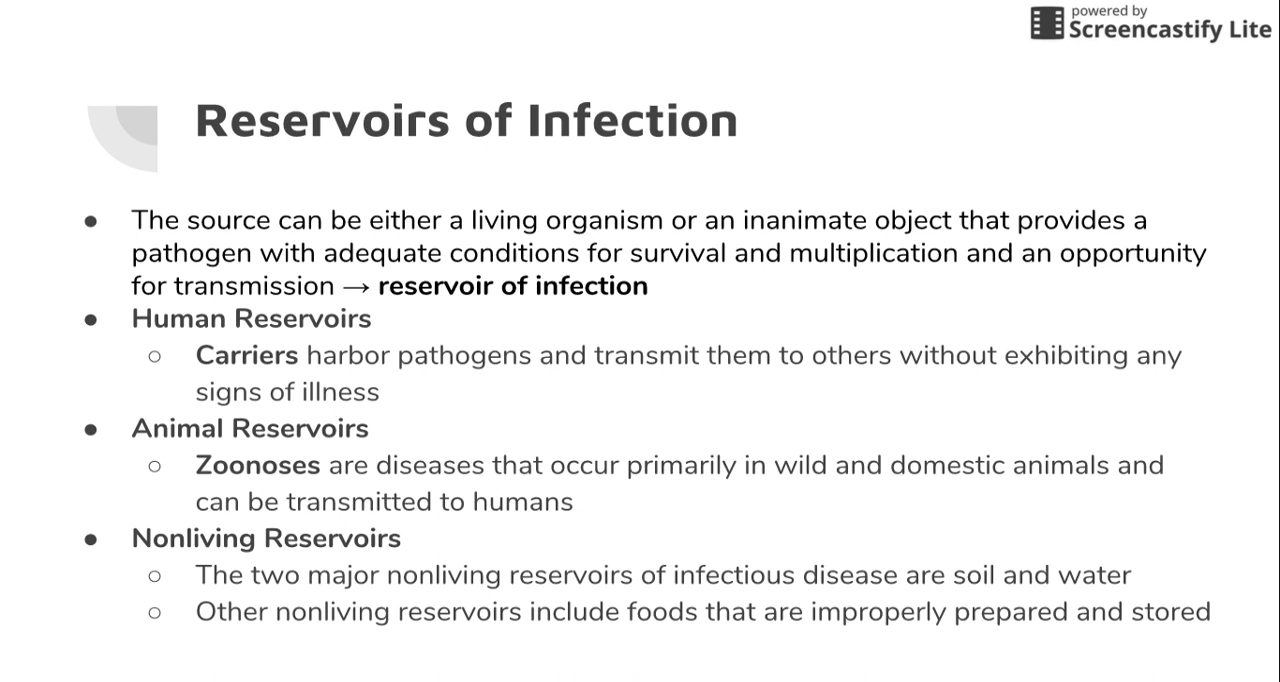 powered by
Screencastify Lite
Reservoirs of Infection
● The source can be either a living organism or an inanimate object that provides a
pathogen with adequate conditions for survival and multiplication and an opportunity
for transmission → reservoir of infection
● Human Reservoirs
○ Carriers harbor pathogens and transmit them to others without exhibiting any
signs of illness
● Animal Reservoirs
○ Zoonoses are diseases that occur primarily in wild and domestic animals and
can be transmitted to humans
● Nonliving Reservoirs
○ The two major nonliving reservoirs of infectious disease are soil and water
○ Other nonliving reservoirs include foods that are improperly prepared and stored